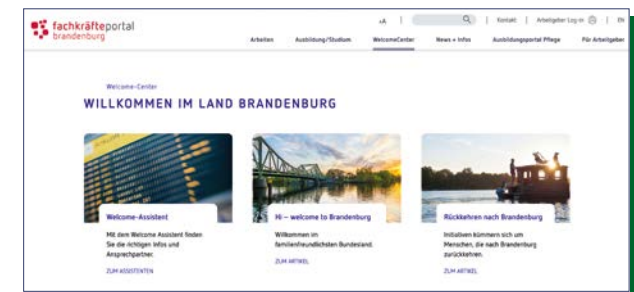 fachkräfteportal
brandenburg
AA | | Kontakt | Arbeitgeber Log-in | EN
Arbeiten Ausbildung/Studium WelcomeCenter News + Infos Ausbildungsportal Pflege Für Arbeitgeber
Welcome-Center
WILLKOMMEN IM LAND BRANDENBURG
Welcome-Assistent
Mit dem Welcome Assistent finden
Sie die richtigen Infos und
Ansprechpartner.
ZUM ASSISTENTEN
Hi – welcome to Brandenburg
Willkommen im
familienfreundlichsten Bundesland.
ZUM ARTIKEL
Rückkehren nach Brandenburg
Initiativen kümmern sich um
Menschen, die nach Brandenburg
zurückkehren.
ZUM ARTIKEL